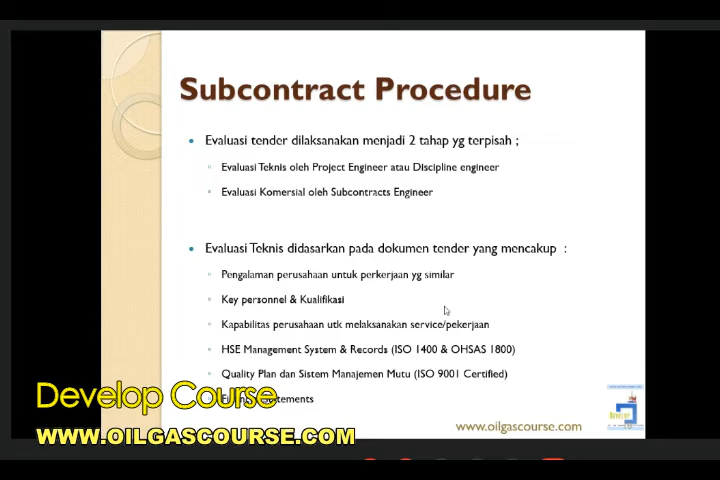 Subcontract Procedure
Evaluasi tender dilaksanakan menjadi 2 tahap yg terpisah ;
Evaluasi Teknis oleh Project Engineer atau Discipline engineer
Evaluasi Komersial oleh Subcontracts Engineer
Evaluasi Teknis didasarkan pada dokumen tender yang mencakup :
Pengalaman perusahaan untuk perkerjaan yg similar
Key personnel & Kualifikasi
Kapabilitas perusahaan utk melaksanakan service/pekerjaan
HSE Management System & Records (ISO 1400 & OHSAS 1800)
Quality Plan dan Sistem Manajemen Mutu (ISO 9001 Certified)
Develop Course
WWW.OILGASCOURSE.COM
www.oilgascourse.com